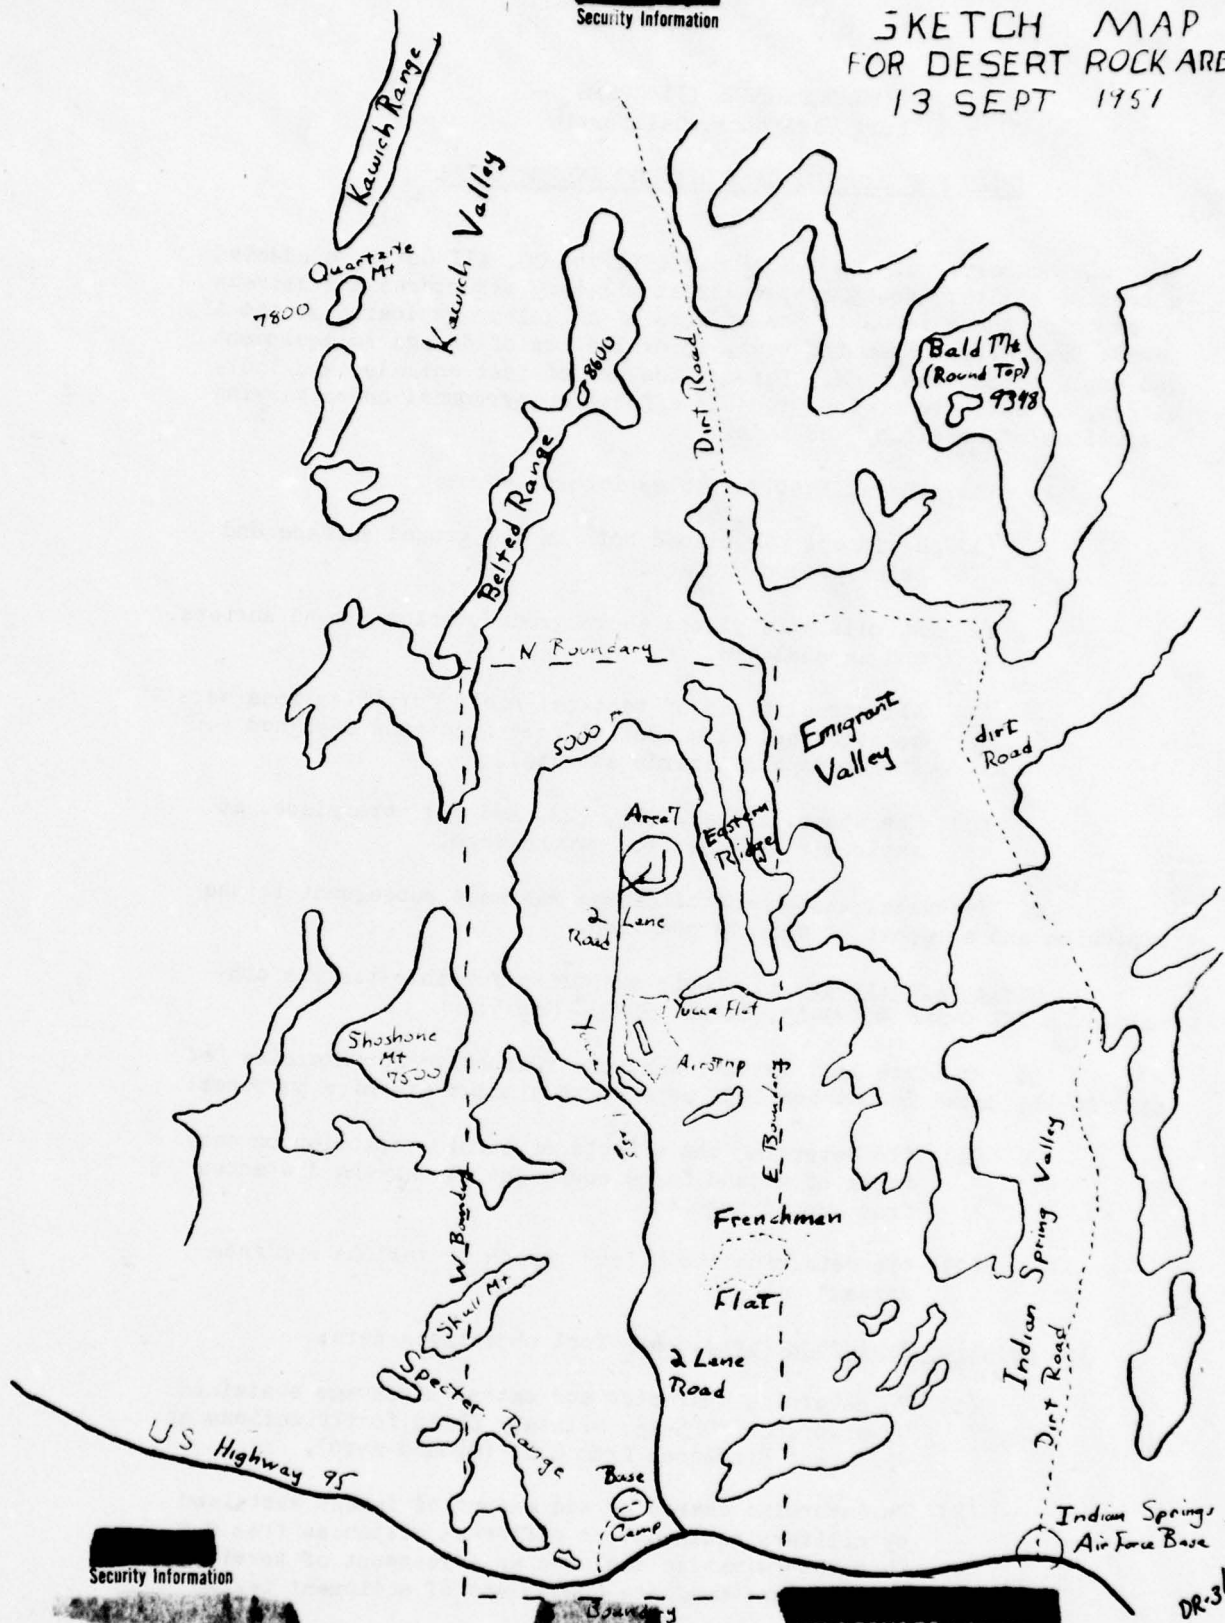 Security Information
SKETCH MAP
FOR DESERT ROCK ARE
13 SEPT 1951
Kawich Range
Kawich Valley
Quartzite
Mt
7800
8600
Dirt Road
Bald Mt
(Round Top)
9348
Belted Range
N Boundary
5000
Emigrant
Valley
dirt
Road
Area 7
Eastern
Ridge
2 Lane
Road
Yucca Flat
Airstrip
Shoshone
Mt
7500
E Boundary
W Boundary
Frenchman
Flat
Indian Spring Valley
Dirt Road
Skull Mt
Specter Range
2 Lane
Road
US Highway 95
Base
Camp
Indian Springs
Air Force Base
Security Information
Boundary
DR-3